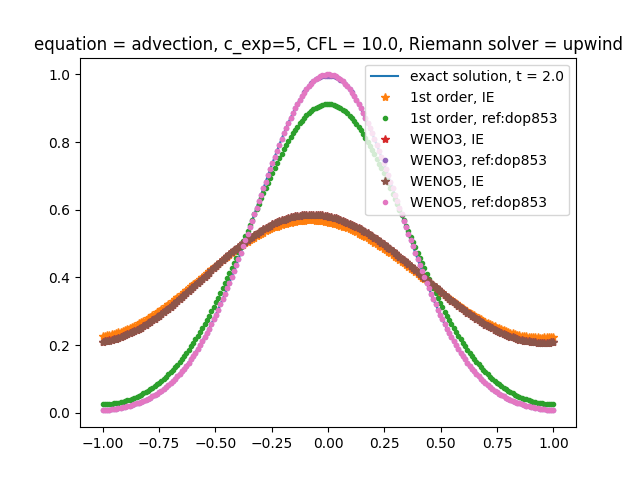 equation = advection, c_exp=5, CFL = 10.0, Riemann solver = upwind
exact solution, t = 2.0
1st order, IE
1st order, ref:dop853
WENO3, IE
WENO3, ref:dop853
WENO5, IE
WENO5, ref:dop853
1.0
0.8
0.6
0.4
0.2
0.0
−1.00 −0.75 −0.50 −0.25 0.00 0.25 0.50 0.75 1.00